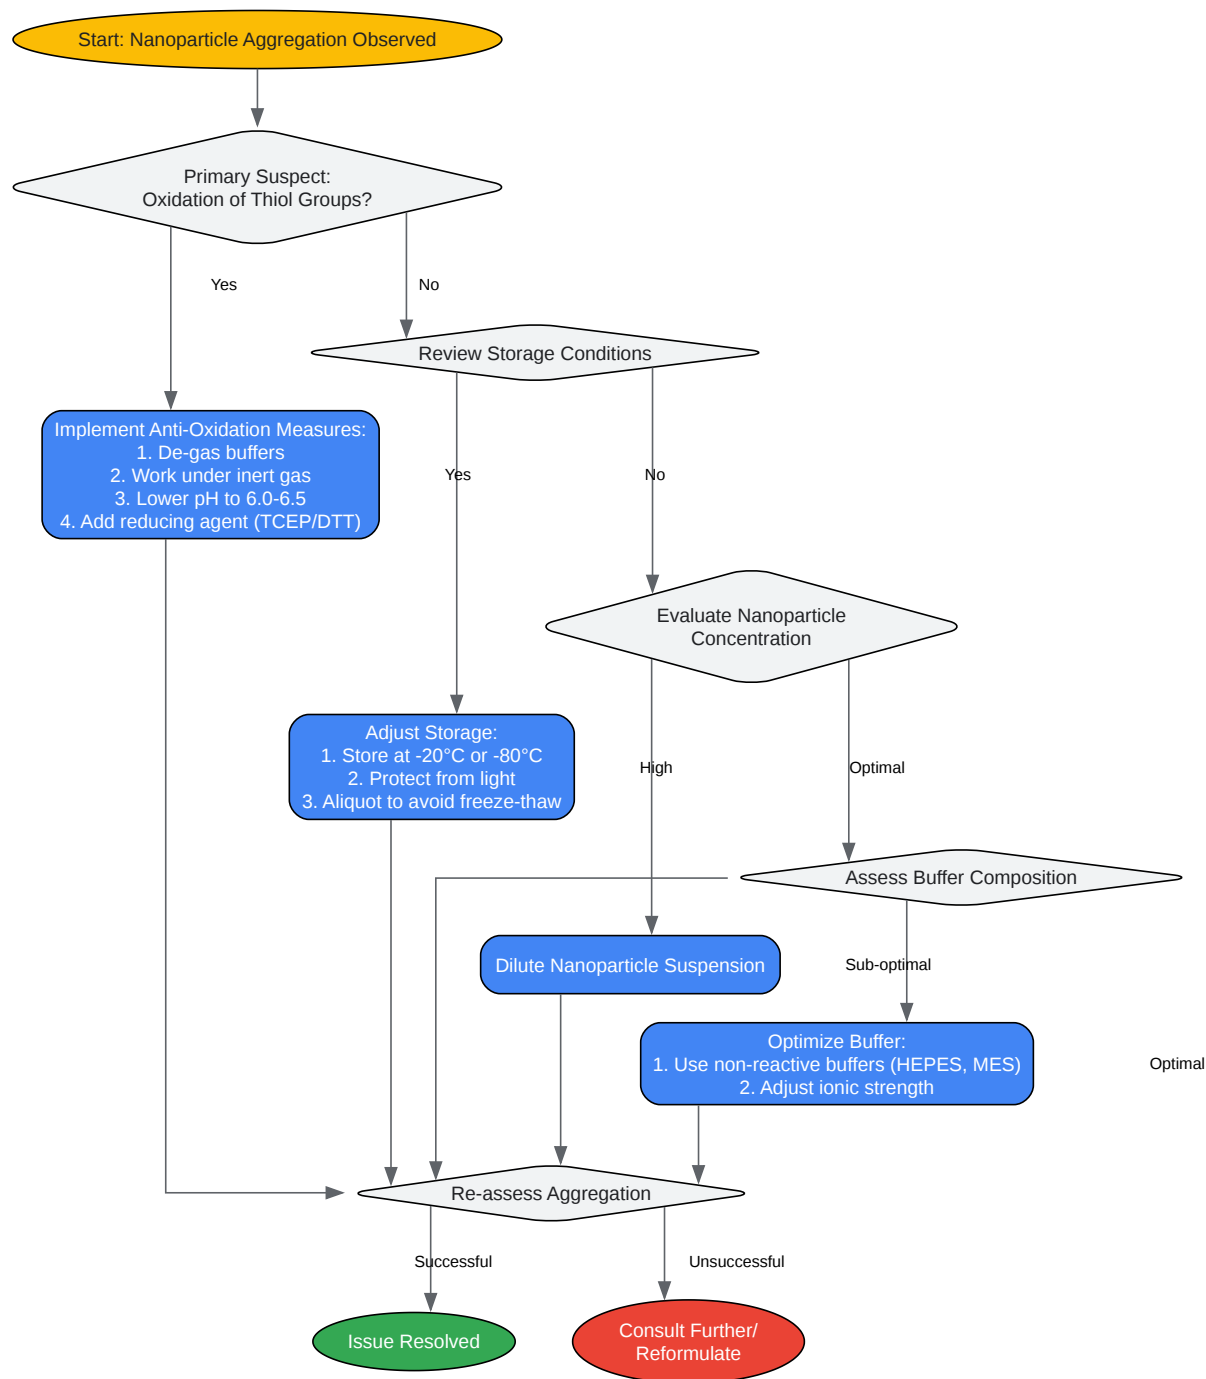 Start: Nanoparticle Aggregation Observed
Primary Suspect:
Oxidation of Thiol Groups?
Yes
No
Review Storage Conditions
Implement Anti-Oxidation Measures:
1. De-gas buffers
2. Work under inert gas
3. Lower pH to 6.0-6.5
4. Add reducing agent (TCEP/DTT)
Yes
No
Evaluate Nanoparticle
Concentration
Adjust Storage:
1. Store at -20°C or -80°C
2. Protect from light
3. Aliquot to avoid freeze-thaw
High
Optimal
Assess Buffer Composition
Dilute Nanoparticle Suspension
Sub-optimal
Optimize Buffer:
1. Use non-reactive buffers (HEPES, MES)
2. Adjust ionic strength
Optimal
Re-assess Aggregation
Successful
Unsuccessful
Issue Resolved
Consult Further/
Reformulate